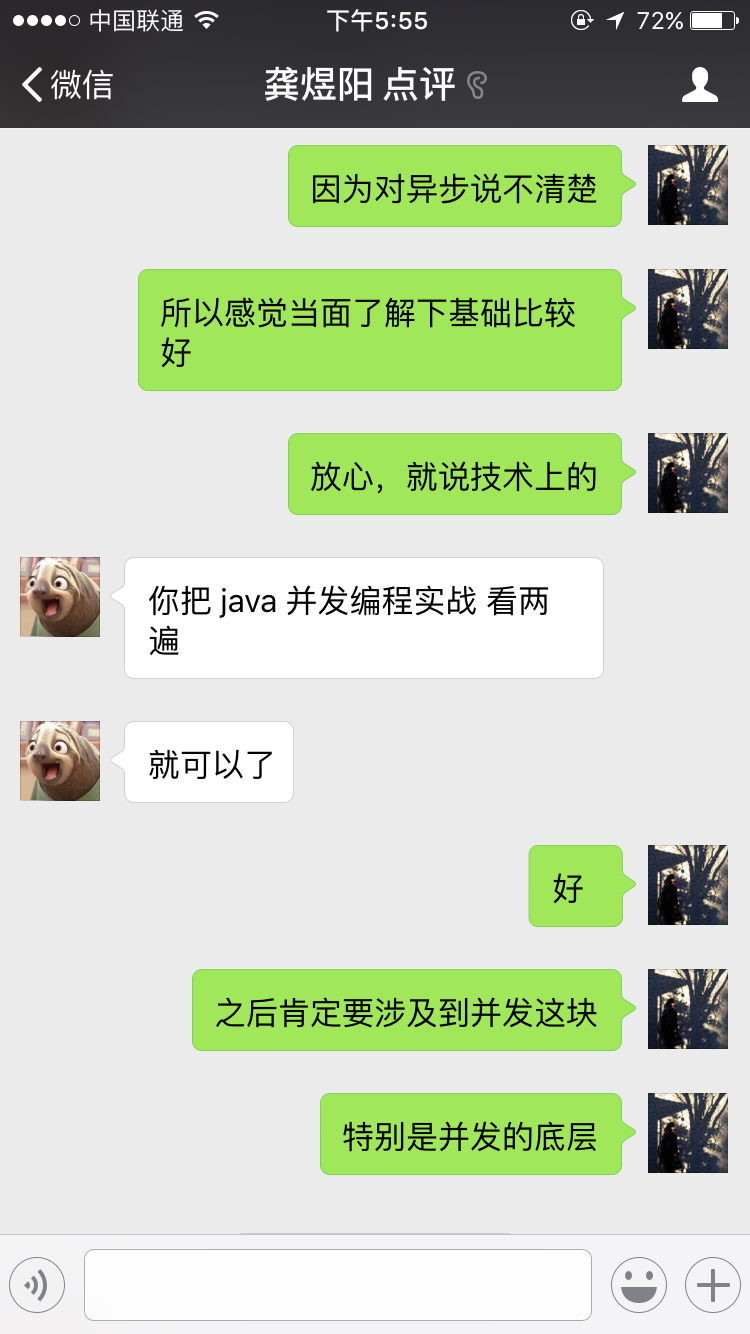 中国联通 下午5:55 72%
微信 龚煜阳 点评
因为对异步说不清楚
所以感觉当面了解下基础比较
好
放心，就说技术上的
你把 java 并发编程实战 看两
遍
就可以了
好
之后肯定要涉及到并发这块
特别是并发的底层